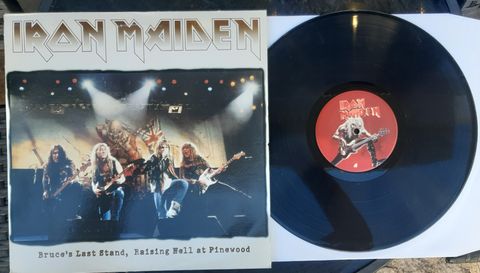 IRON MAIDEN
Bruce's Last Stand, Raising Hell at Pinewood
IRON
MAIDEN